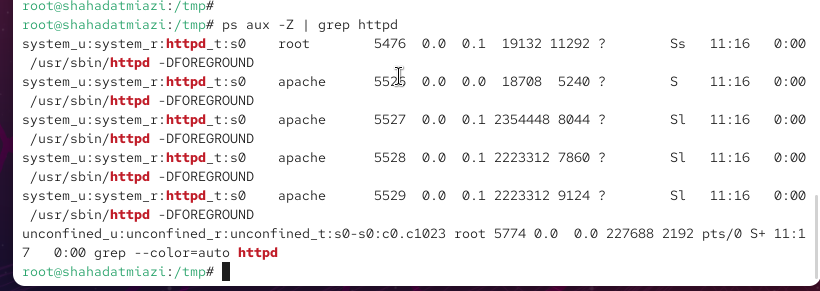 root@shahadatmiazi:/tmp#
root@shahadatmiazi:/tmp# ps aux -Z | grep httpd
system_u:system_r:httpd_t:s0    root        5476  0.0  0.1  19132 11292 ?        Ss   11:16   0:00
 /usr/sbin/httpd -DFOREGROUND
system_u:system_r:httpd_t:s0    apache      5526  0.0  0.0  18708  5240 ?        S    11:16   0:00
 /usr/sbin/httpd -DFOREGROUND
system_u:system_r:httpd_t:s0    apache      5527  0.0  0.1 2354448 8044 ?        Sl   11:16   0:00
 /usr/sbin/httpd -DFOREGROUND
system_u:system_r:httpd_t:s0    apache      5528  0.0  0.1 2223312 7860 ?        Sl   11:16   0:00
 /usr/sbin/httpd -DFOREGROUND
system_u:system_r:httpd_t:s0    apache      5529  0.0  0.1 2223312 9124 ?        Sl   11:16   0:00
 /usr/sbin/httpd -DFOREGROUND
unconfined_u:unconfined_r:unconfined_t:s0-s0:c0.c1023 root 5774 0.0  0.0 227688 2192 pts/0 S+ 11:1
7   0:00 grep --color=auto httpd
root@shahadatmiazi:/tmp#